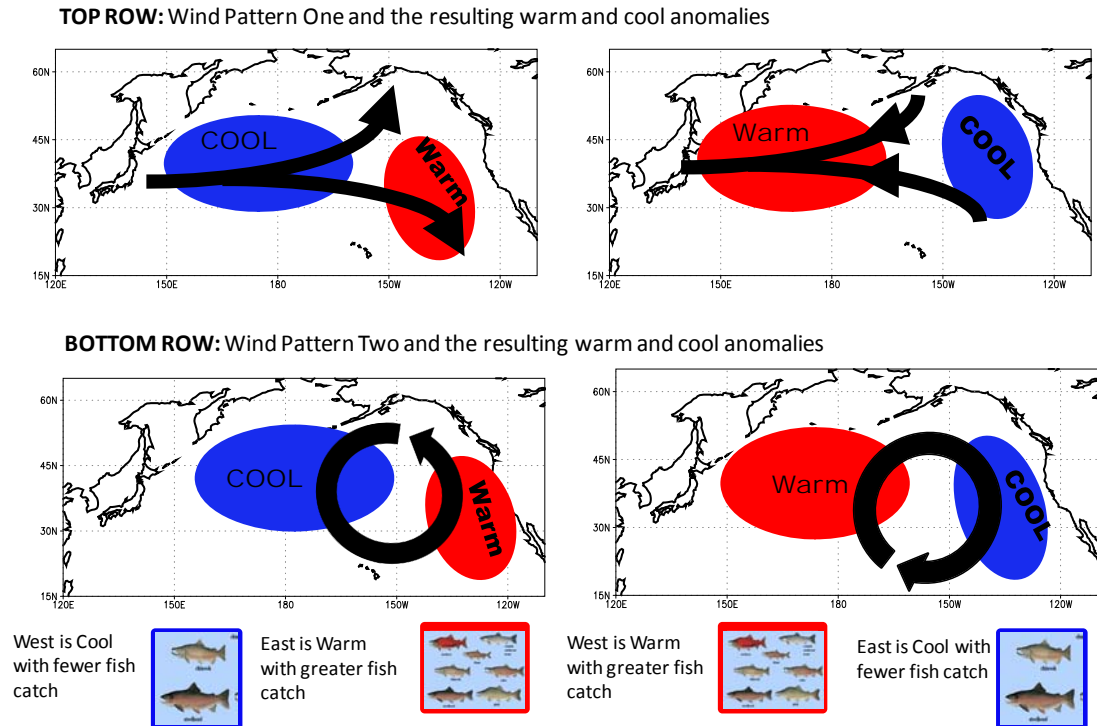 TOP ROW: Wind Pattern One and the resulting warm and cool anomalies
60N
45N
30N
15N
120E
150E
180
150W
120W
COOL
Warm
60N
45N
30N
15N
120E
150E
180
150W
120W
Warm
COOL
BOTTOM ROW: Wind Pattern Two and the resulting warm and cool anomalies
60N
45N
30N
15N
120E
150E
180
150W
120W
COOL
Warm
60N
45N
30N
15N
120E
150E
180
150W
120W
Warm
COOL
West is Cool
with fewer fish
catch
East is Warm
with greater fish
catch
West is Warm
with greater fish
catch
East is Cool with
fewer fish catch